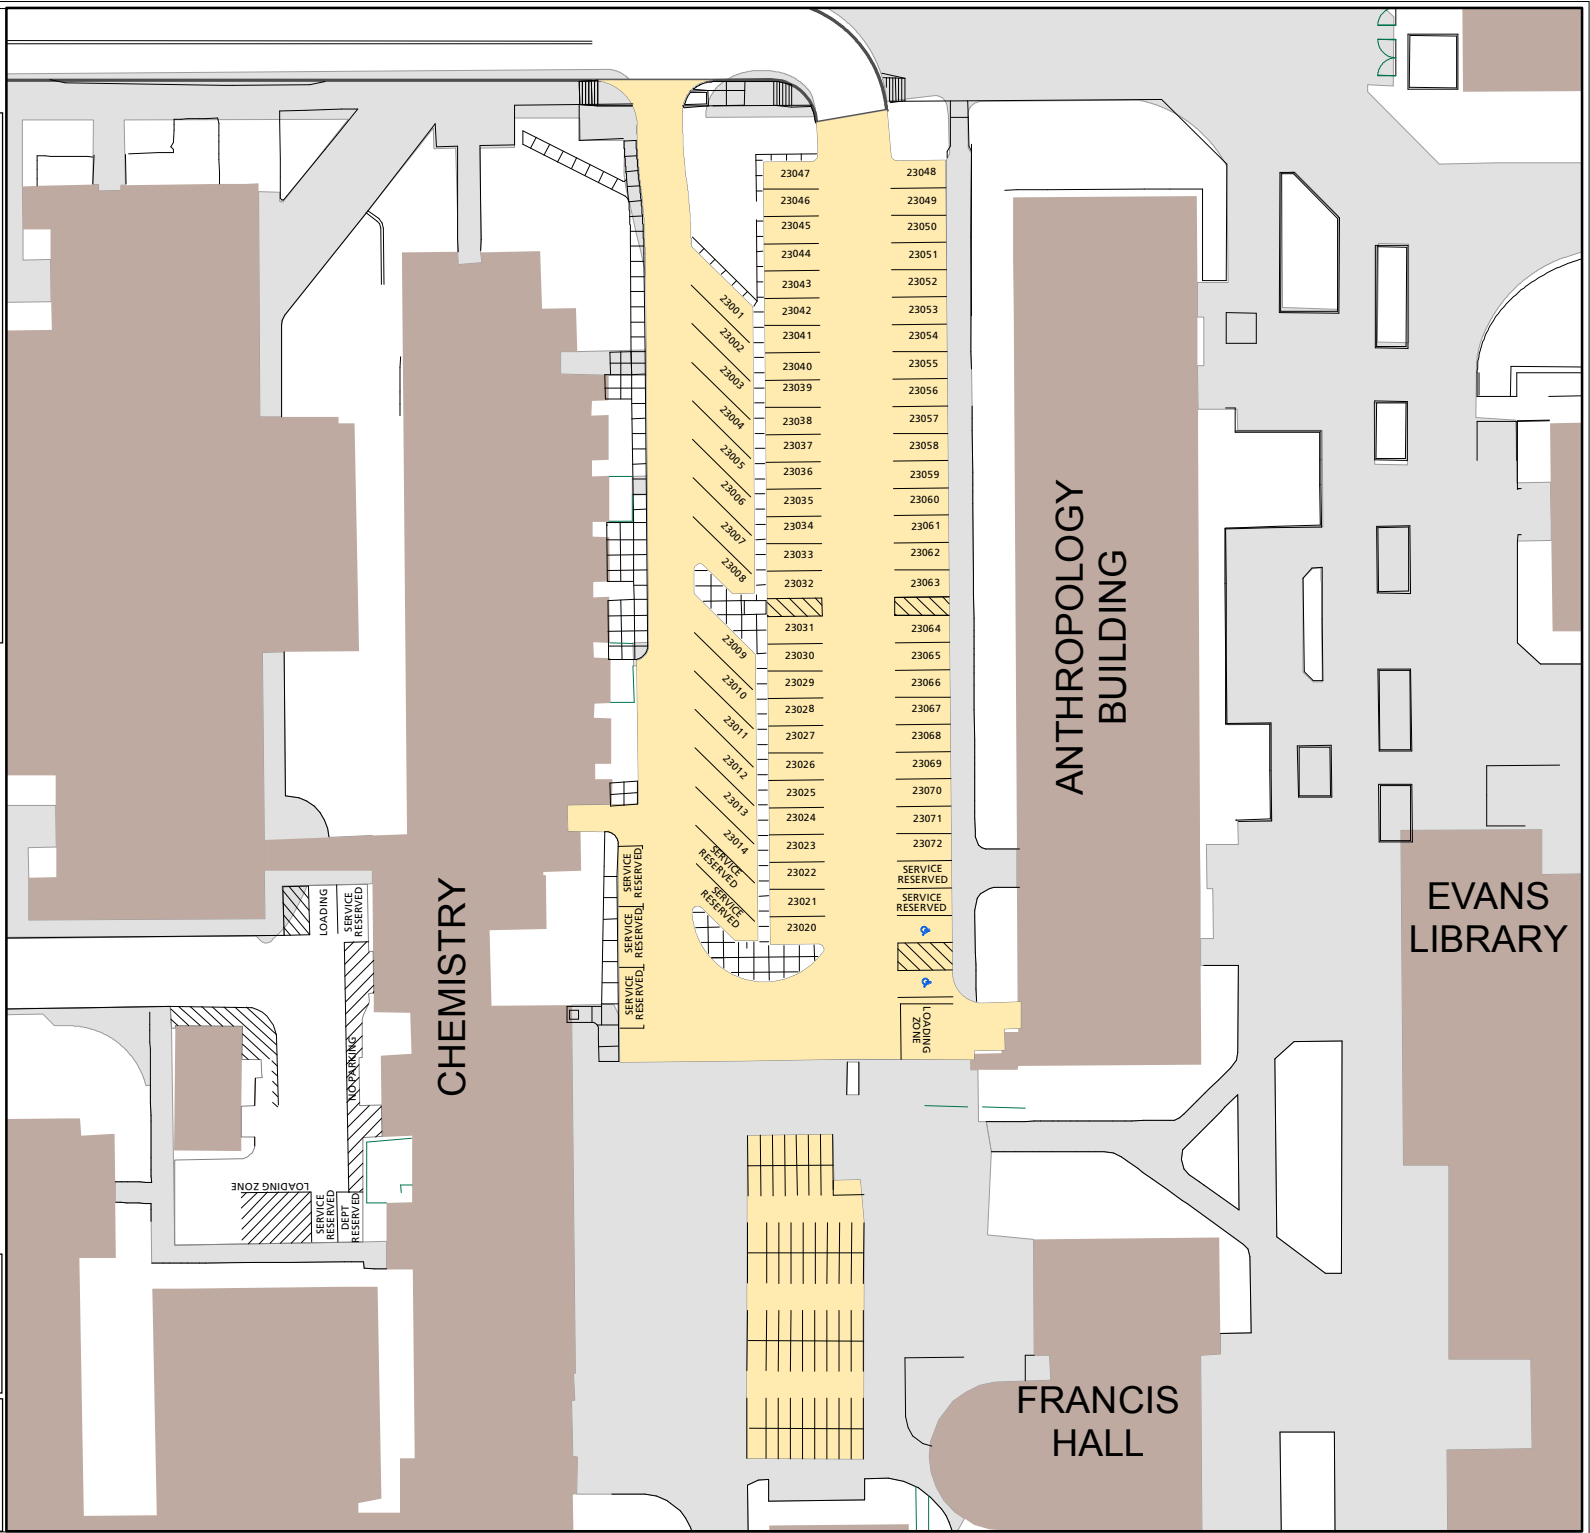 23047
23046
23045
23044
23043
23042
23041
23040
23039
23038
23037
23036
23035
23034
23033
23032
23031
23030
23029
23028
23027
23026
23025
23024
23023
23022
23021
23020
23048
23049
23050
23051
23052
23053
23054
23055
23056
23057
23058
23059
23060
23061
23062
23063
23064
23065
23066
23067
23068
23069
23070
23071
23072
SERVICE
RESERVED
SERVICE
RESERVED
LOADING
ZONE
23001
23002
23003
23004
23005
23006
23007
23008
23009
23010
23011
23012
23013
23014
SERVICE
RESERVED
SERVICE
RESERVED
SERVICE
RESERVED
SERVICE
RESERVED
SERVICE
RESERVED
LOADING
SERVICE
RESERVED
NO PARKING
LOADING ZONE
SERVICE
RESERVED
DEPT
RESERVED
CHEMISTRY
ANTHROPOLOGY
BUILDING
EVANS
LIBRARY
FRANCIS
HALL